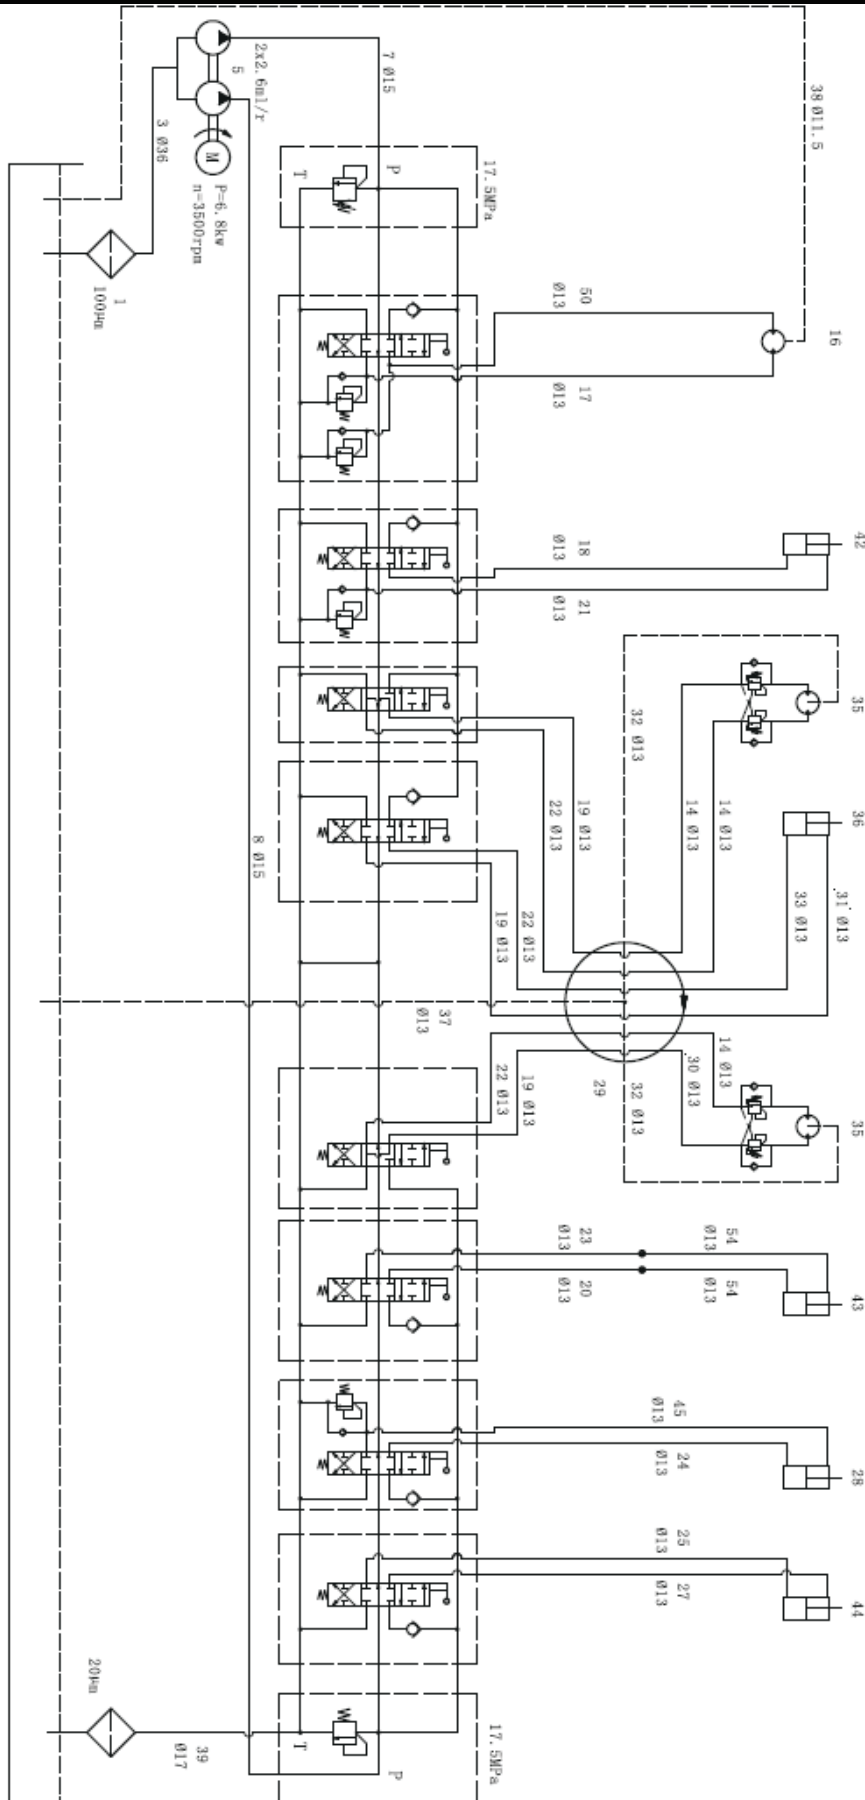 38 Ø11.5
7 Ø15
2x2.6ml/r
5
3 Ø36
M
P=6.8kw
n=3500rpm
17.5MPa
P
T
1
100μm
16
50
Ø13
17
Ø13
42
18
Ø13
21
Ø13
35
32 Ø13
14 Ø13
14 Ø13
19 Ø13
22 Ø13
36
31 Ø13
33 Ø13
22 Ø13
19 Ø13
8 Ø15
37
Ø13
29
14 Ø13
30 Ø13
32 Ø13
19 Ø13
22 Ø13
35
54
Ø13
23
Ø13
43
54
Ø13
20
Ø13
45
Ø13
24
Ø13
28
25
Ø13
27
Ø13
44
20μm
39
Ø17
T
P
17.5MPa